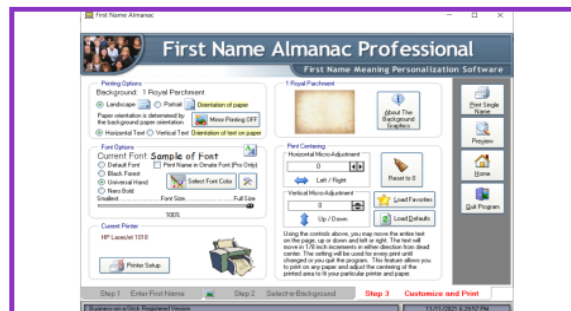 First Name Almanac
First Name Almanac Professional
First Name Meaning Personalization Software
Printing Options
Background: 1 Royal Parchment
Landscape Portrait Orientation of paper
Paper orientation is determined by
the background paper orientation
Mirror Printing OFF
Horizontal Text Vertical Text Orientation of text on paper
1 Royal Parchment
About The
Background
Graphics
Font Options
Current Font: Sample of Font
Default Font Print Name in Ornate Font (Pro Only)
Black Forest
Universal Hand
Nero Bold
Select Font Color
Smallest Font Size Full Size
100%
Print Centering
Horizontal Micro-Adjustment
0
Left / Right
Reset to 0
Vertical Micro-Adjustment
0
Up / Down
Load Favorites
Load Defaults
Using the controls above, you may move the entire text
on the page, up or down and left or right. The text will
move in 1/8 inch increments in either direction from dead
center. The setting will be used for every print until
changed or you quit the program. This feature allows you
to print on any paper and adjust the centering of the
printed area to fit your particular printer and paper.
Current Printer
HP LaserJet 1010
Printer Setup
Print Single
Name
Preview
Home
Quit Program
Step 1 Enter First Name
Step 2 Select-a-Background
Step 3 Customize and Print
Business-on-a-Stick Registered Version